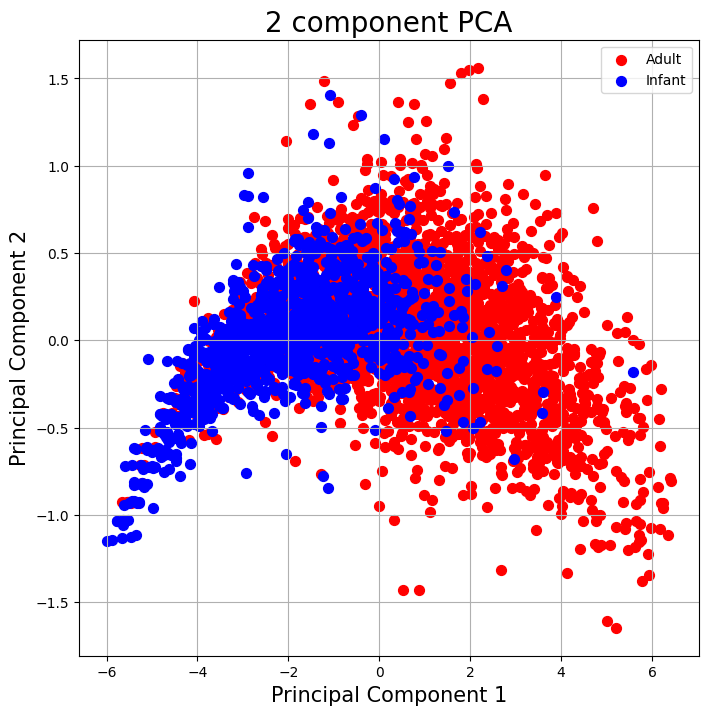 2 component PCA
Adult
Infant
1.5
1.0
0.5
0.0
−0.5
−1.0
−1.5
Principal Component 2
−6
−4
−2
0
2
4
6
Principal Component 1